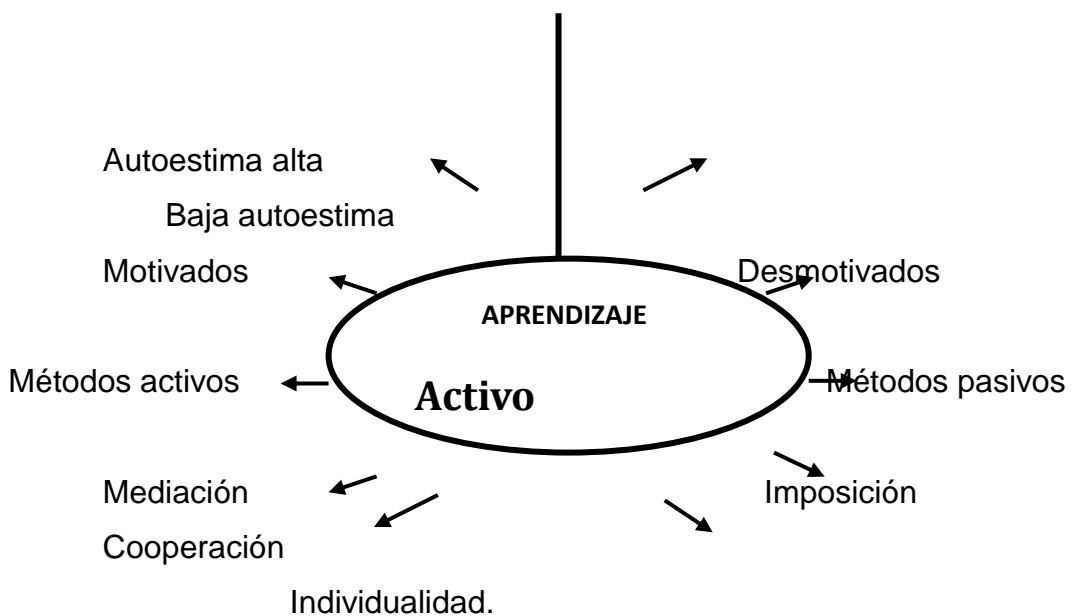 Autoestima alta
Baja autoestima
Motivados Desmotivados
APRENDIZAJE
Métodos activos Métodos pasivos
Activo
Mediación Imposición
Cooperación
Individualidad.